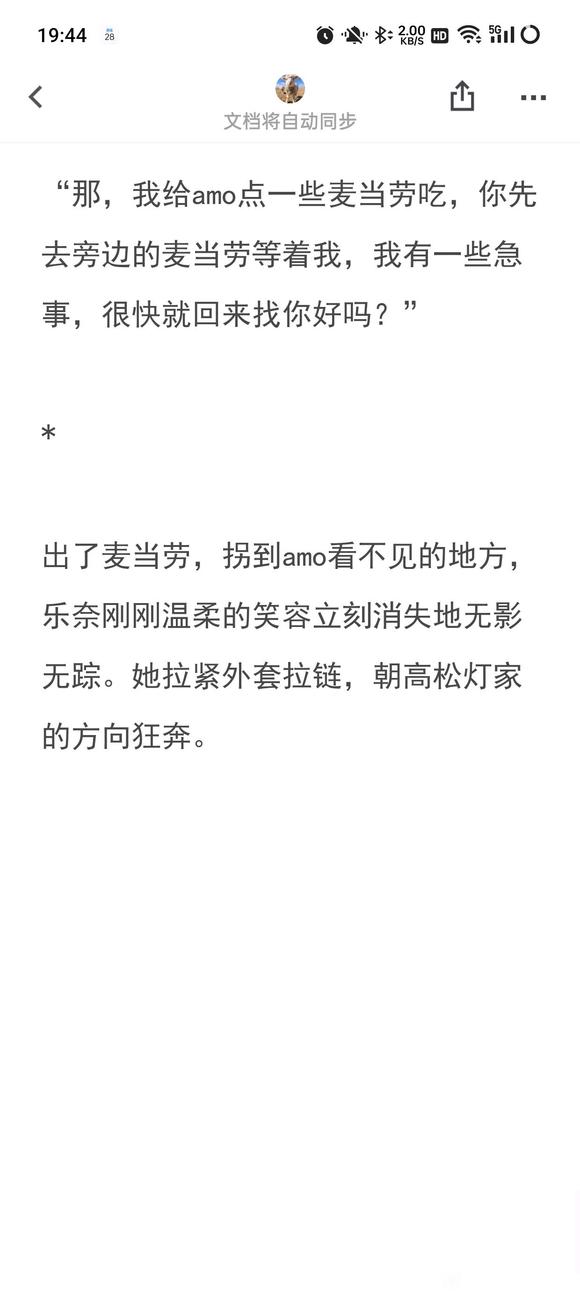 19:44
28
2.00
KB/S
HD
5G
文档将自动同步
“那，我给amo点一些麦当劳吃，你先
去旁边的麦当劳等着我，我有一些急
事，很快就回来找你好吗？”
*
出了麦当劳，拐到amo看不见的地方，
乐奈刚刚温柔的笑容立刻消失地无影
无踪。她拉紧外套拉链，朝高松灯家
的方向狂奔。